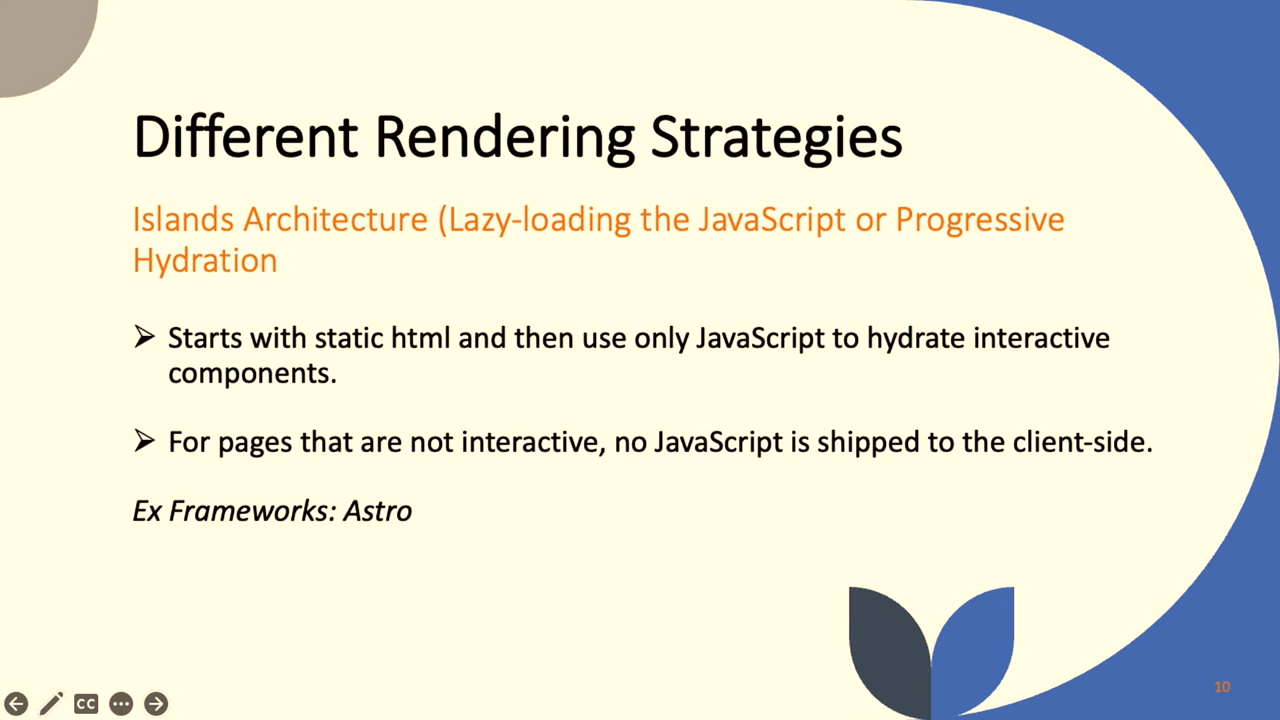 Different Rendering Strategies
Islands Architecture (Lazy-loading the JavaScript or Progressive
Hydration
Starts with static html and then use only JavaScript to hydrate interactive
components.
For pages that are not interactive, no JavaScript is shipped to the client-side.
Ex Frameworks: Astro
10
CC